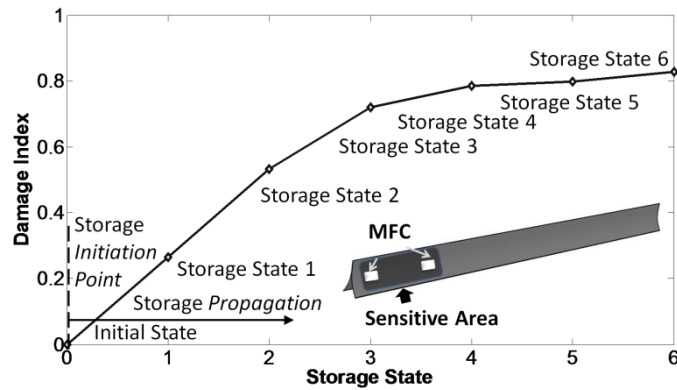 1
0.8
0.6
0.4
0.2
0
Damage Index
Storage State 6
Storage State 5
Storage State 4
Storage State 3
Storage State 2
Storage
Initiation
Point
Storage State 1
Storage Propagation
Initial State
MFC
Sensitive Area
0 1 2 3 4 5 6
Storage State